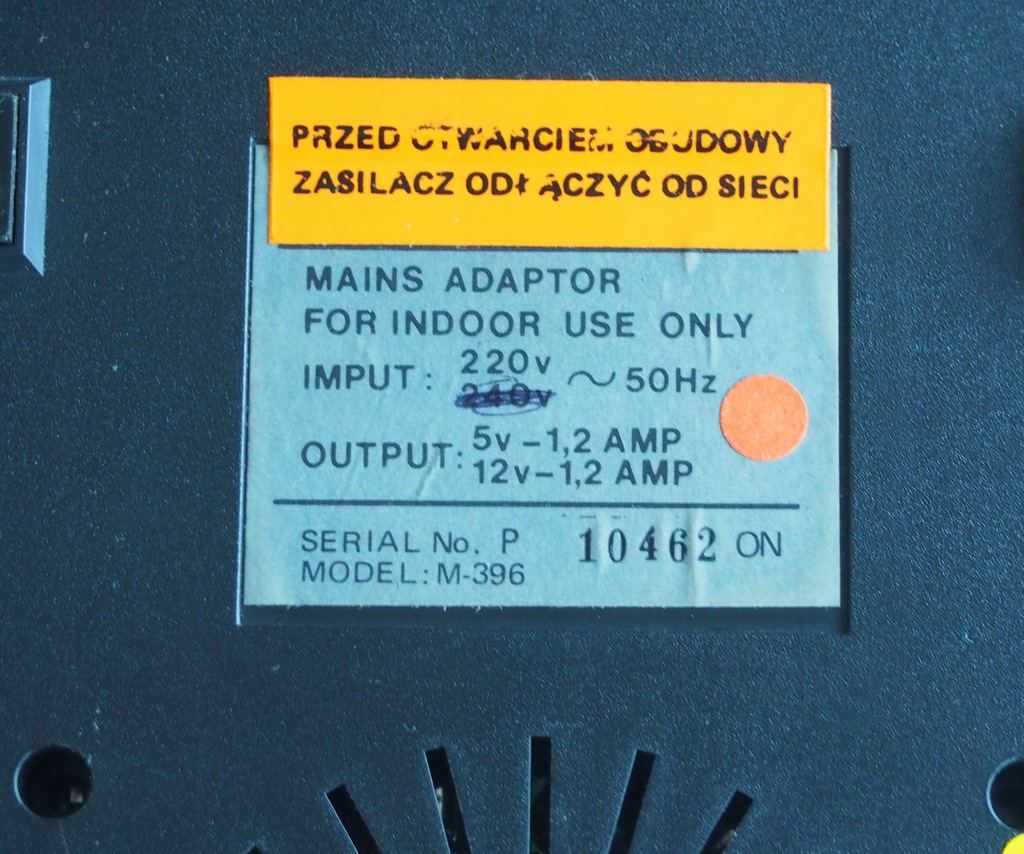 PRZED OTWARCIEM OBUDOWY
ZASILACZ ODŁĄCZYĆ OD SIECI
MAINS ADAPTOR
FOR INDOOR USE ONLY
IMPUT: 220v ~ 50Hz
240v
OUTPUT: 5v – 1,2 AMP
12v – 1,2 AMP
SERIAL No. P 10462 ON
MODEL: M-396